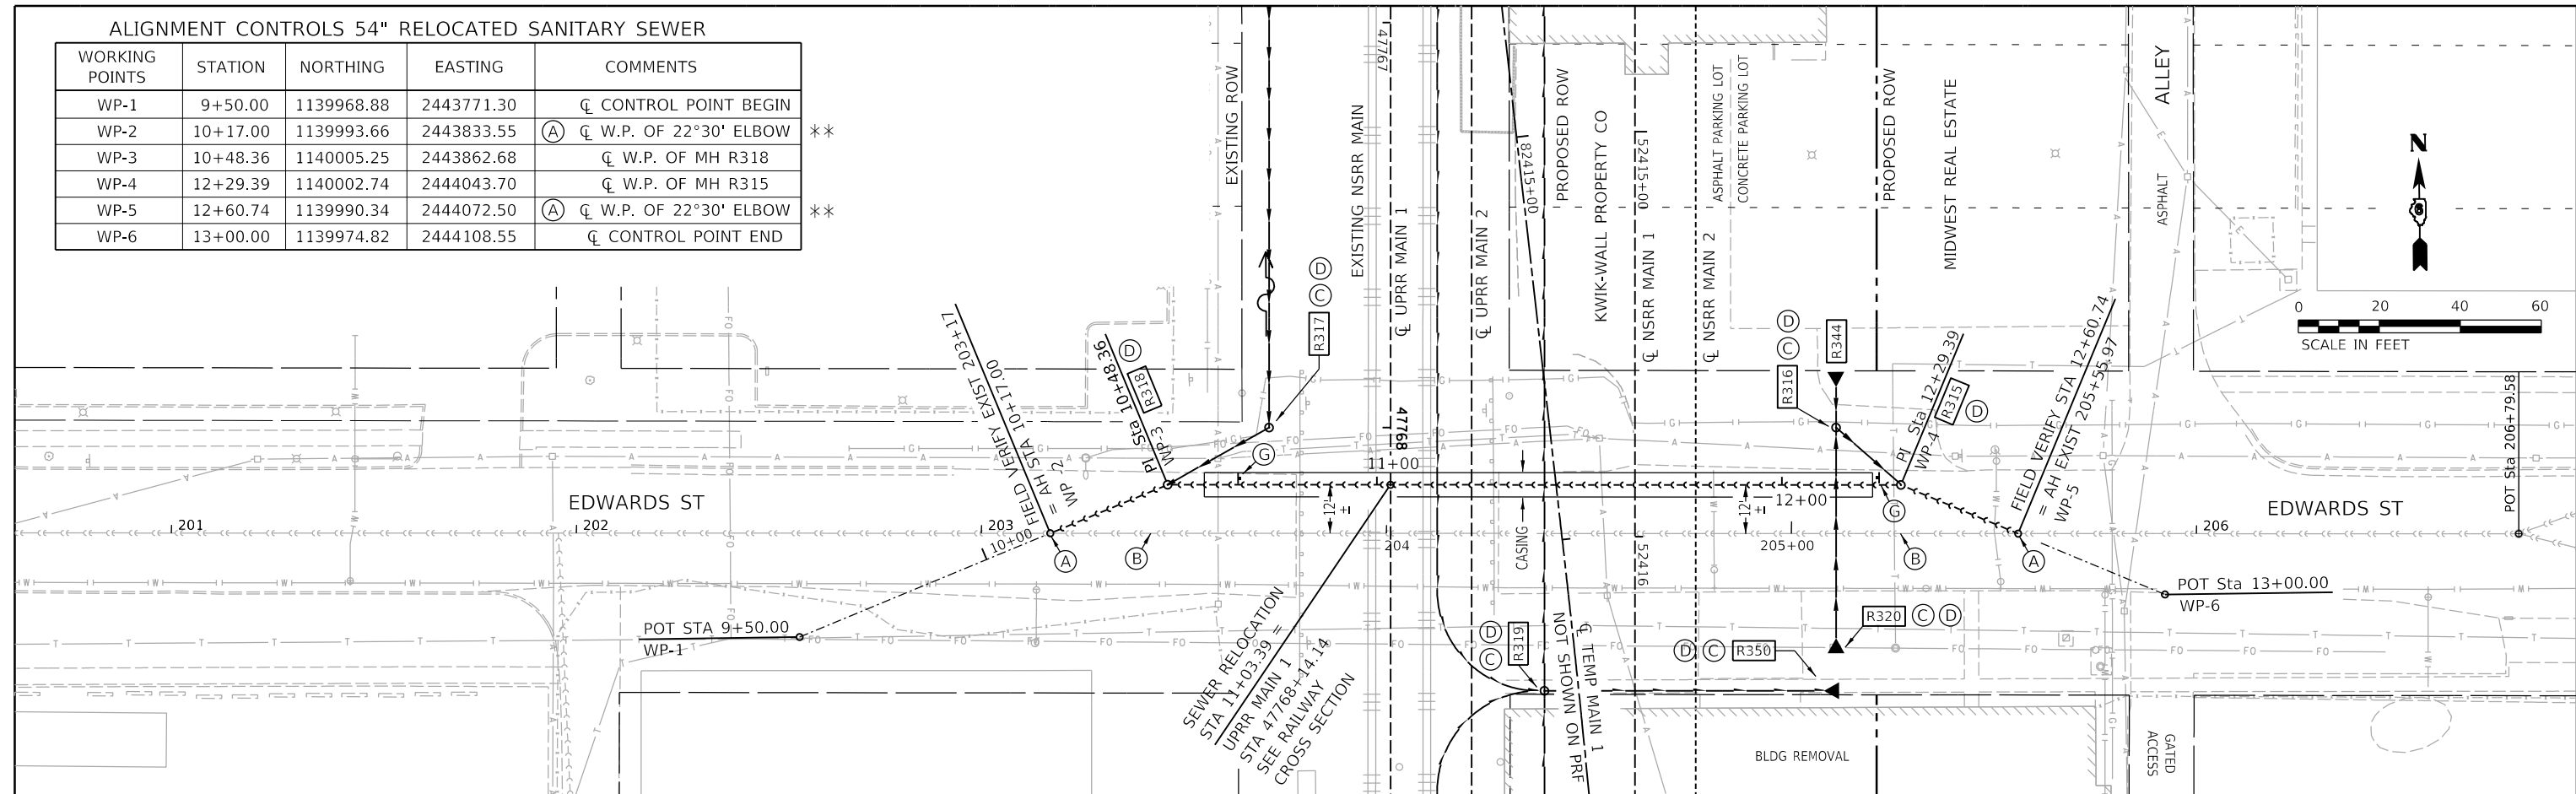 ALIGNMENT CONTROLS 54" RELOCATED SANITARY SEWER
WORKING POINTS STATION NORTHING EASTING COMMENTS
WP-1 9+50.00 1139968.88 2443771.30 ℄ CONTROL POINT BEGIN
WP-2 10+17.00 1139993.66 2443833.55 Ⓐ ℄ W.P. OF 22°30' ELBOW **
WP-3 10+48.36 1140005.25 2443862.68 ℄ W.P. OF MH R318
WP-4 12+29.39 1140002.74 2444043.70 ℄ W.P. OF MH R315
WP-5 12+60.74 1139990.34 2444072.50 Ⓐ ℄ W.P. OF 22°30' ELBOW **
WP-6 13+00.00 1139974.82 2444108.55 ℄ CONTROL POINT END
EXISTING ROW
EXISTING NSRR MAIN
47767
℄ UPRR MAIN 1
℄ UPRR MAIN 2
82415+00
PROPOSED ROW
KWIK-WALL PROPERTY CO
52415+00
℄ NSRR MAIN 1
℄ NSRR MAIN 2
ASPHALT PARKING LOT
CONCRETE PARKING LOT
PROPOSED ROW
MIDWEST REAL ESTATE
ALLEY
ASPHALT
N
0 20 40 60
SCALE IN FEET
FIELD VERIFY EXIST 203+17
= AH STA 10+17.00
WP-2
PI Sta 10+48.36
WP-3
R318
D
D
C
R317
G
47768
11+00
D
C
R316
R344
PI Sta 12+29.39
WP-4
R315
D
FIELD VERIFY STA 12+60.74
= AH EXIST 205+55.97
WP-5
POT Sta 206+79.58
EDWARDS ST
201
202
203
10+00
A
B
12'±
204
CASING
52416
12'±
12+00
205+00
G
B
A
206
EDWARDS ST
POT STA 9+50.00
WP-1
POT Sta 13+00.00
WP-6
SEWER RELOCATION
STA 11+03.39 =
UPRR MAIN 1
STA 47768+14.14
SEE RAILWAY
CROSS SECTION
D
C
R319
℄ TEMP MAIN 1
NOT SHOWN ON PRF
D C R350
R320 C D
BLDG REMOVAL
GATED
ACCESS